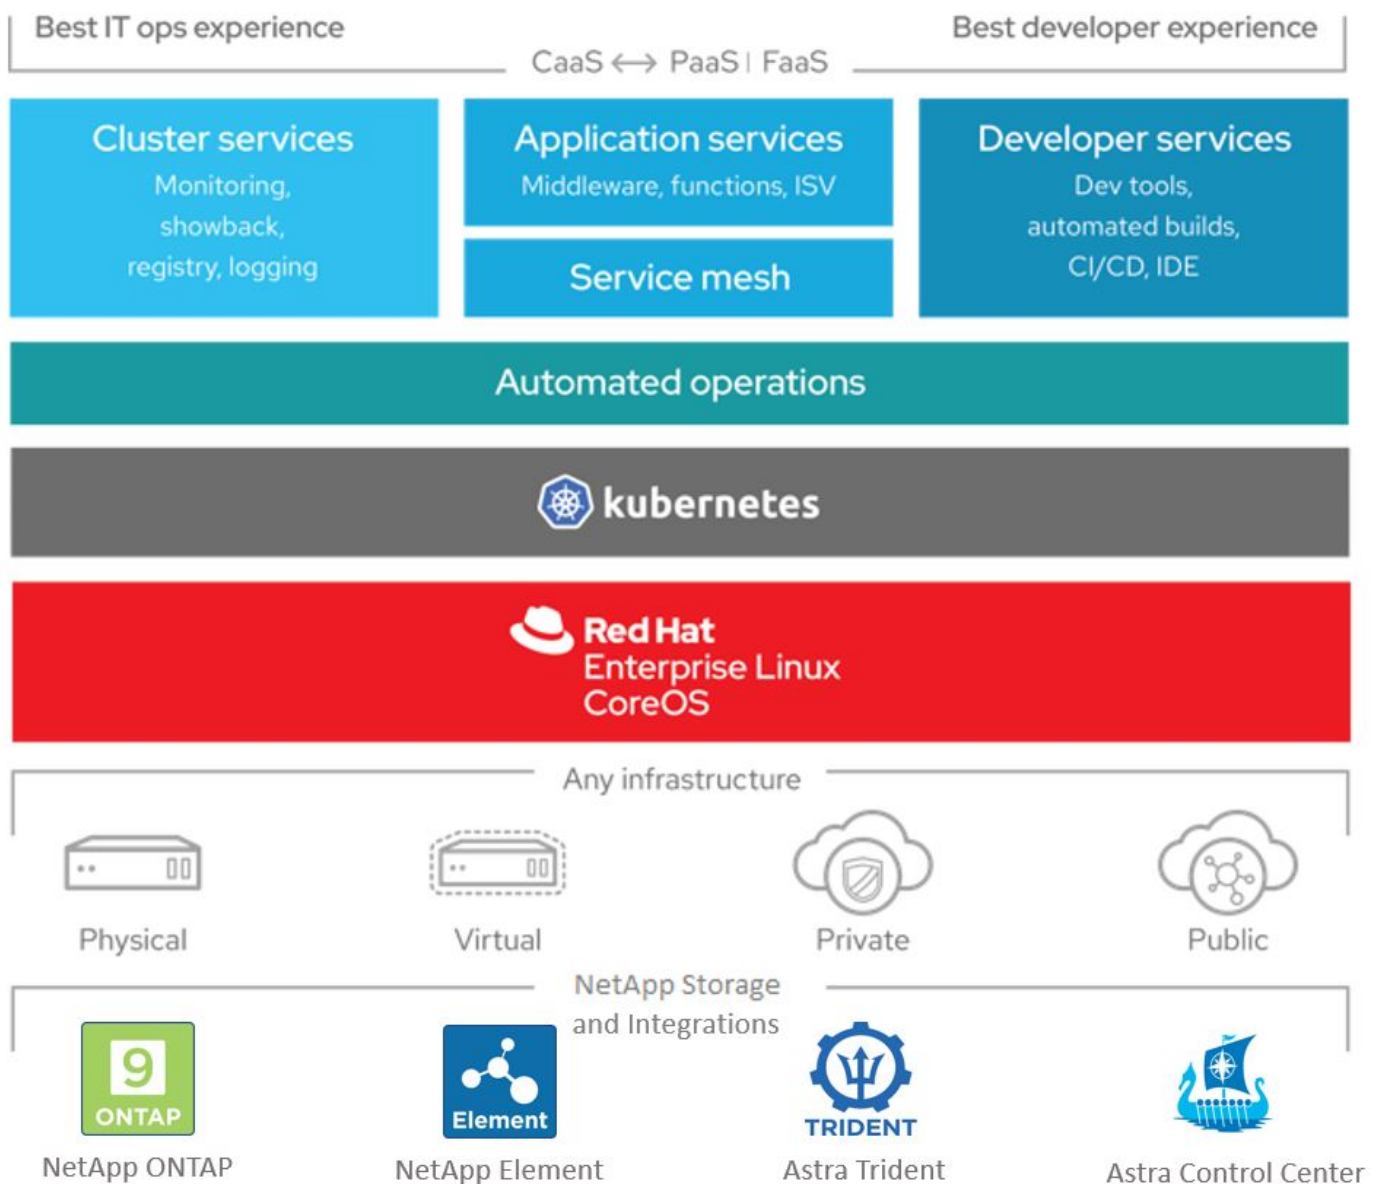 Best IT ops experience
Best developer experience
CaaS ↔ PaaS | FaaS
Cluster services
Monitoring,
showback,
registry, logging
Application services
Middleware, functions, ISV
Service mesh
Developer services
Dev tools,
automated builds,
CI/CD, IDE
Automated operations
kubernetes
Red Hat
Enterprise Linux
CoreOS
Any infrastructure
Physical
Virtual
Private
Public
NetApp Storage
and Integrations
9
ONTAP
NetApp ONTAP
Element
NetApp Element
TRIDENT
Astra Trident
Astra Control Center